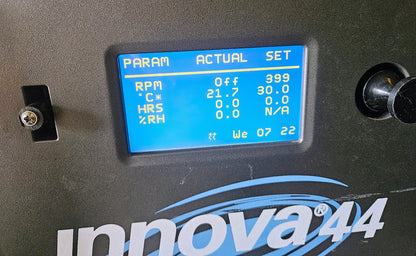 PARAM ACTUAL SET
RPM Off 399
°C* 21.7 30.0
HRS 0.0 0.0
%RH 0.0 N/A
We 07 22
innova® 44